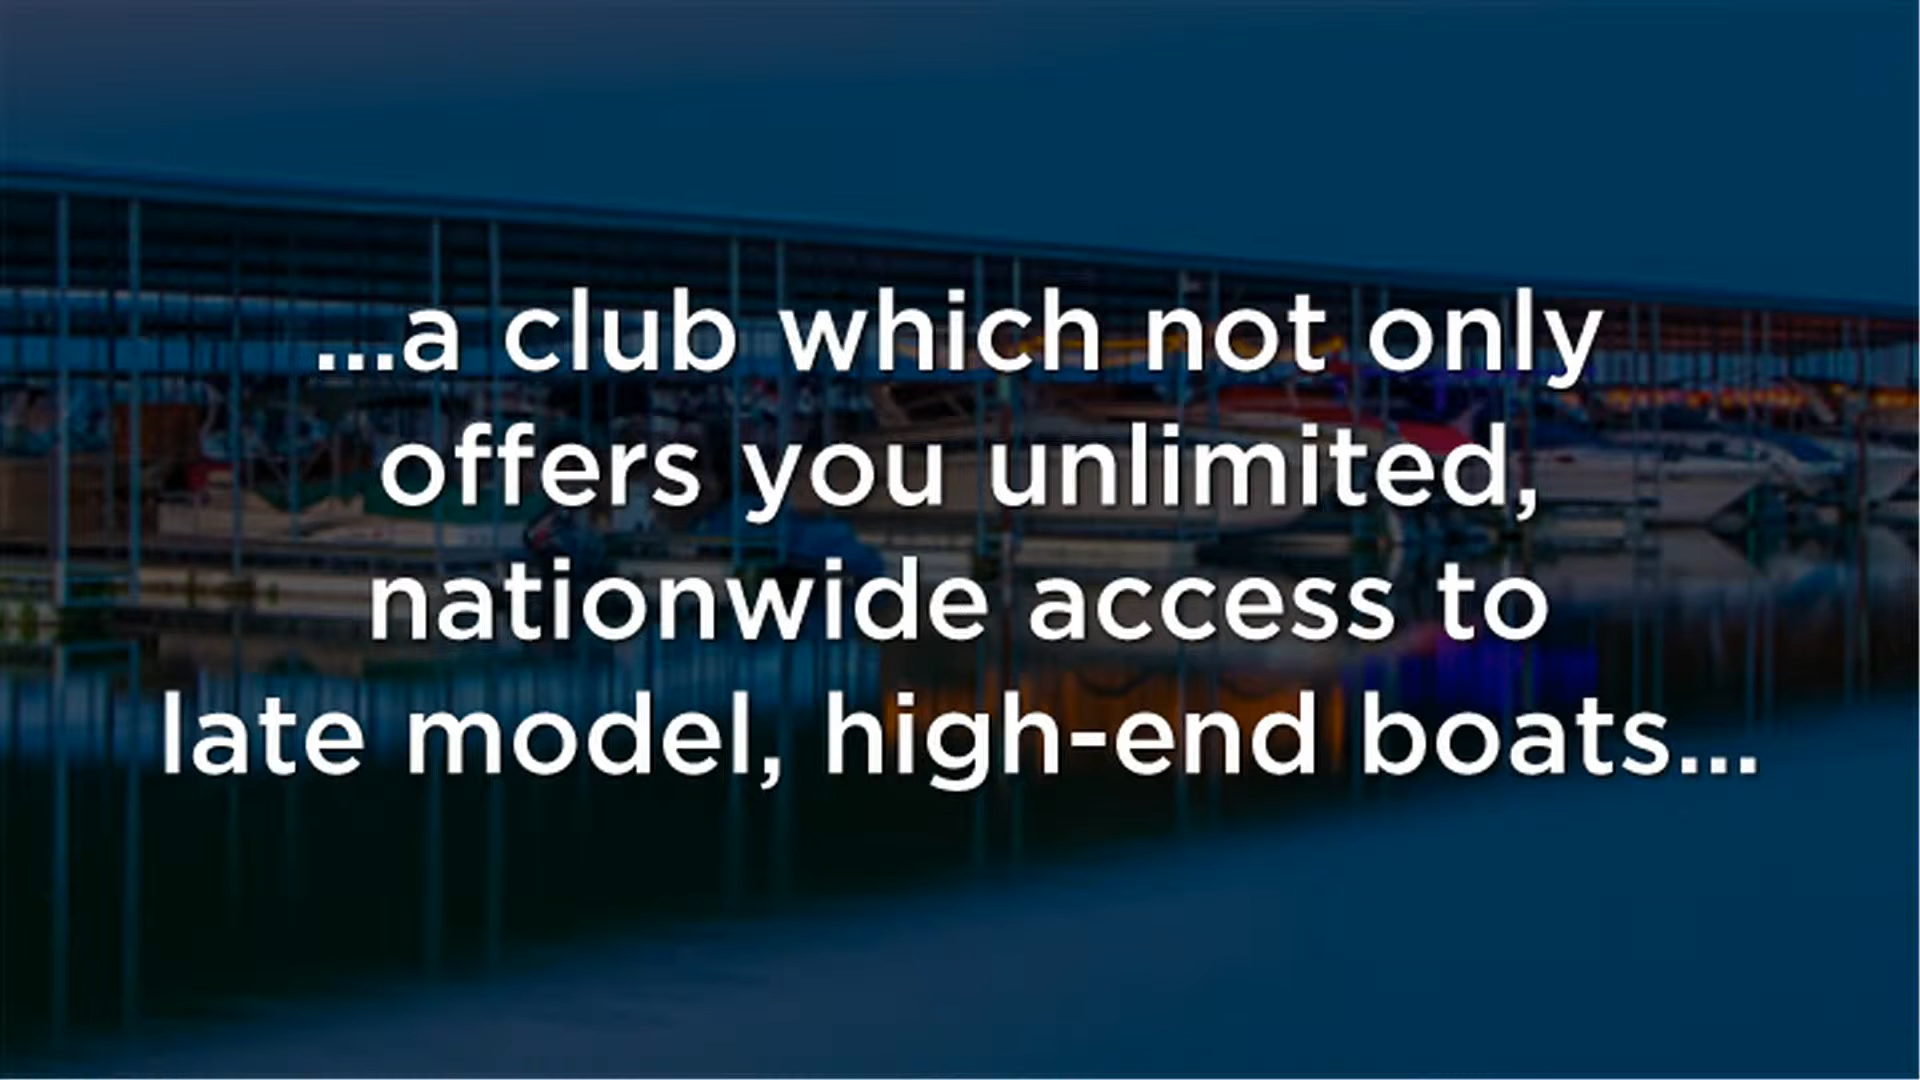 ...a club which not only
offers you unlimited,
nationwide access to
late model, high-end boats...